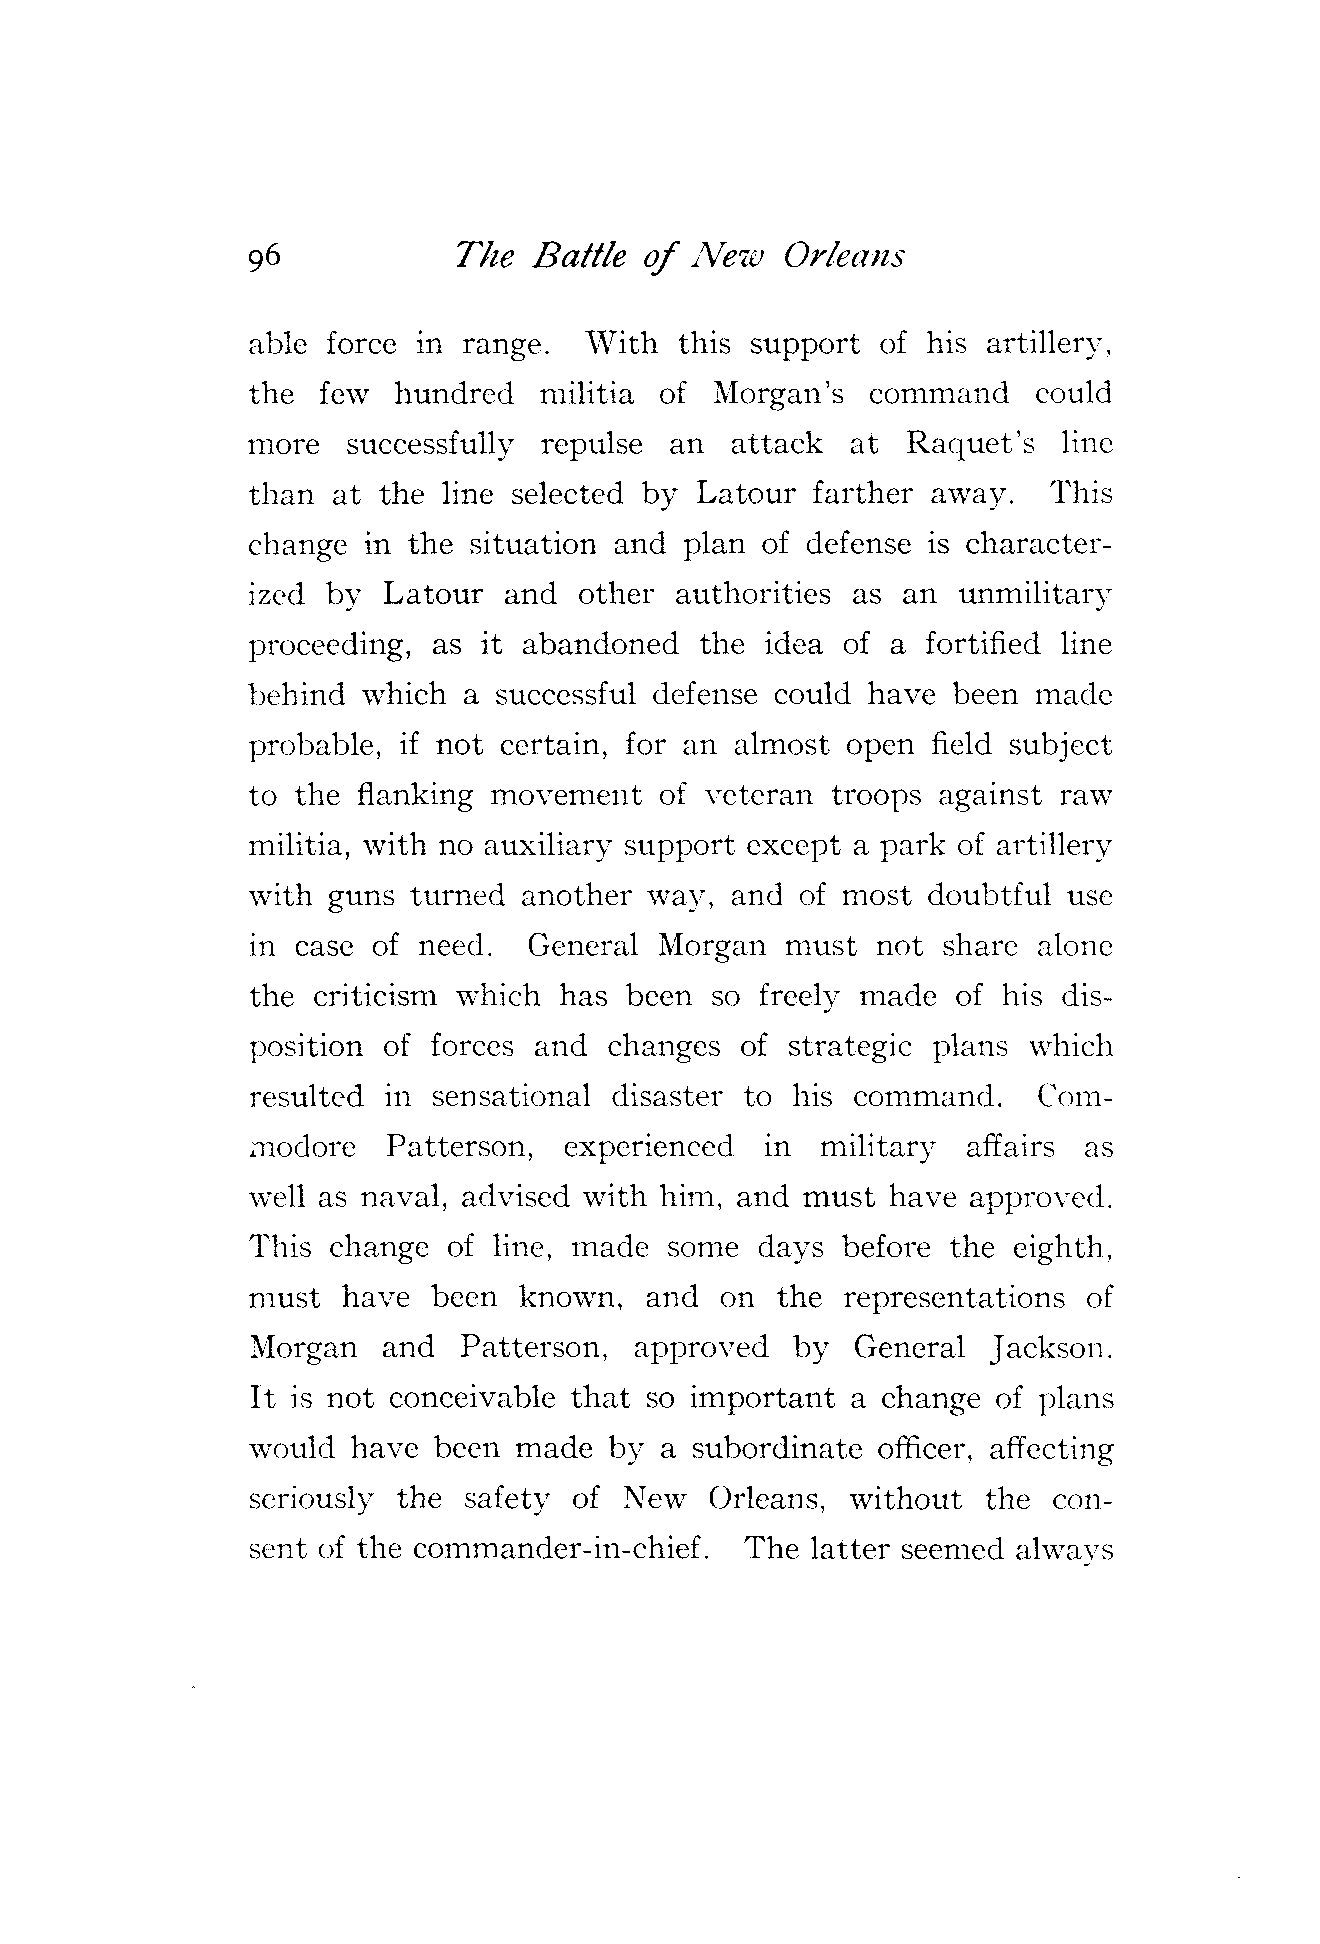 96 The Battle of New Orleans
able force in range. With this support of his artillery,
the few hundred militia of Morgan's command could
more successfully repulse an attack at Raquet's line
than at the line selected by Latour farther away. This
change in the situation and plan of defense is character-
ized by Latour and other authorities as an unmilitary
proceeding, as it abandoned the idea of a fortified line
behind which a successful defense could have been made
probable, if not certain, for an almost open field subject
to the flanking movement of veteran troops against raw
militia, with no auxiliary support except a park of artillery
with guns turned another way, and of most doubtful use
in case of need. General Morgan must not share alone
the criticism which has been so freely made of his dis-
position of forces and changes of strategic plans which
resulted in sensational disaster to his command. Com-
modore Patterson, experienced in military affairs as
well as naval, advised with him, and must have approved.
This change of line, made some days before the eighth,
must have been known, and on the representations of
Morgan and Patterson, approved by General Jackson.
It is not conceivable that so important a change of plans
would have been made by a subordinate officer, affecting
seriously the safety of New Orleans, without the con-
sent of the commander-in-chief. The latter seemed always